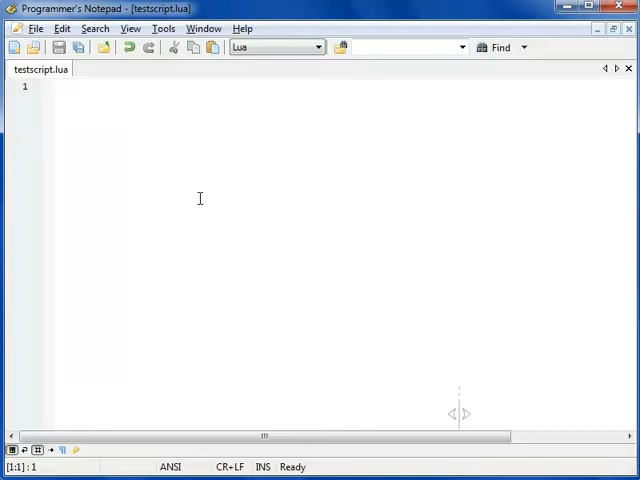 Programmer's Notepad - [testscript.lua]
File Edit Search View Tools Window Help
Lua Find
testscript.lua
1
[1:1] : 1 ANSI CR+LF INS Ready